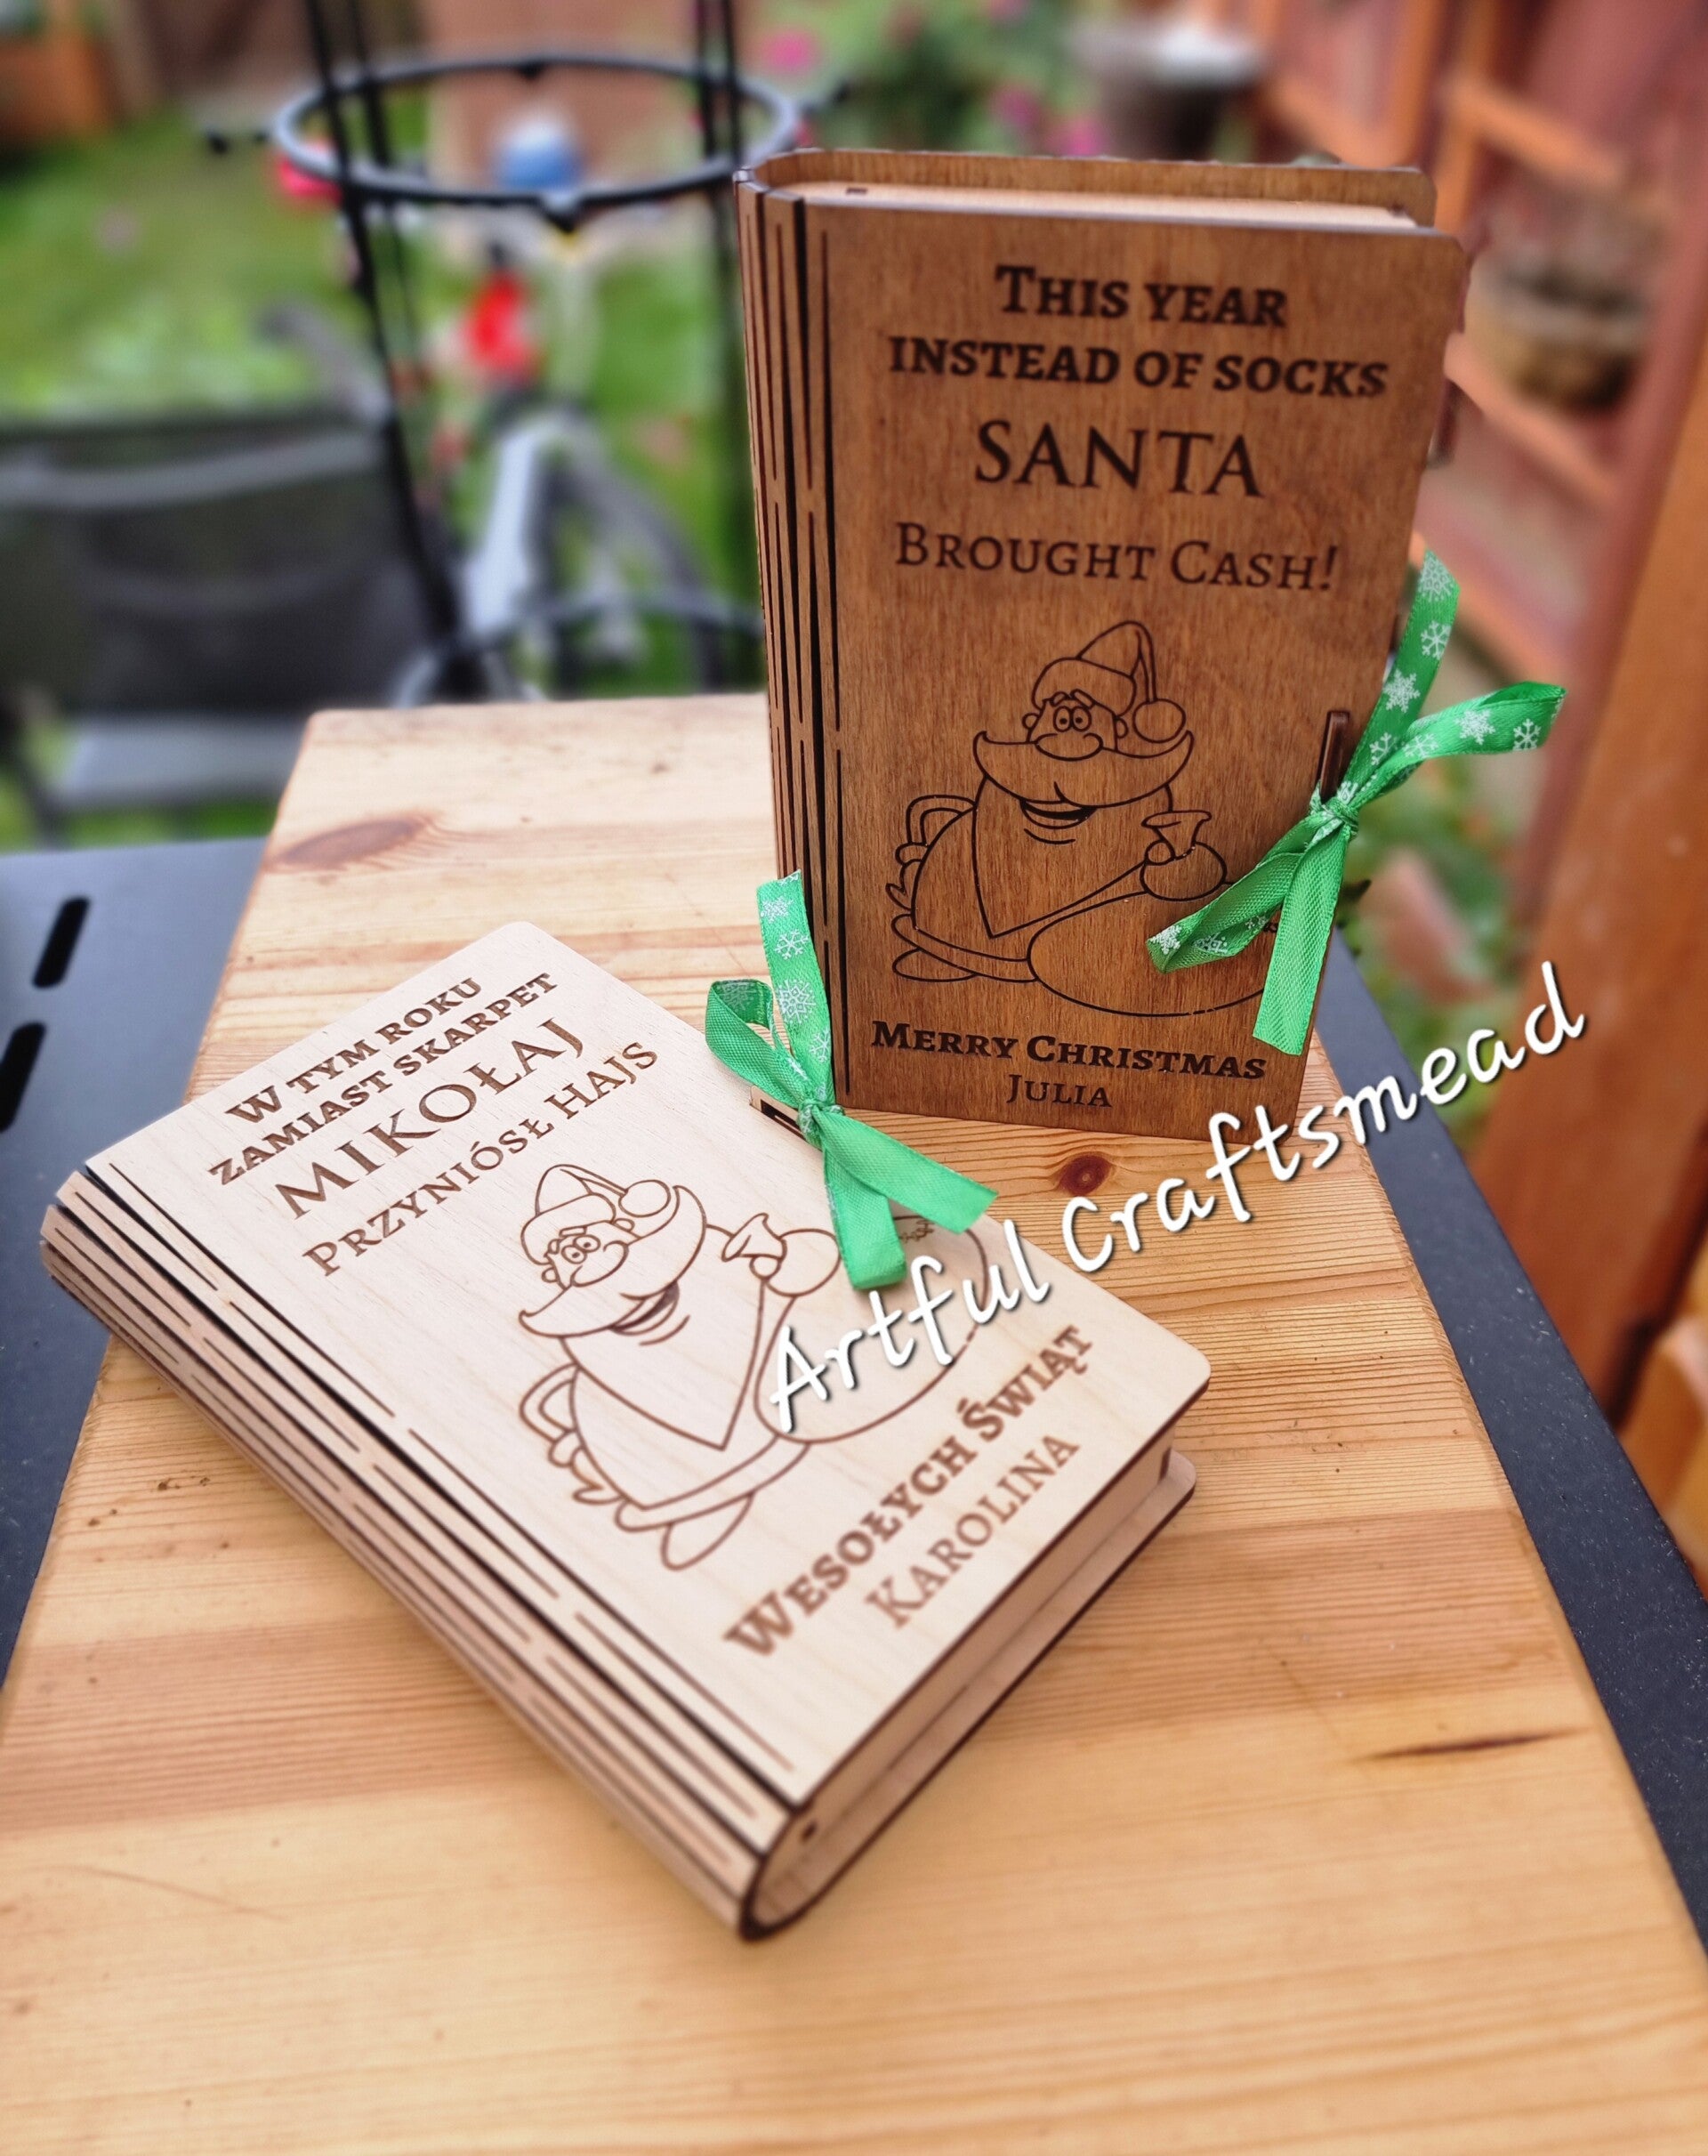 This year
instead of socks
SANTA
Brought Cash!
Merry Christmas
Julia
W tym roku
zamiast skarpet
MIKOŁAJ
Przyniósł hajs
Wesołych Świąt
Karolina
Artful Craftsmead